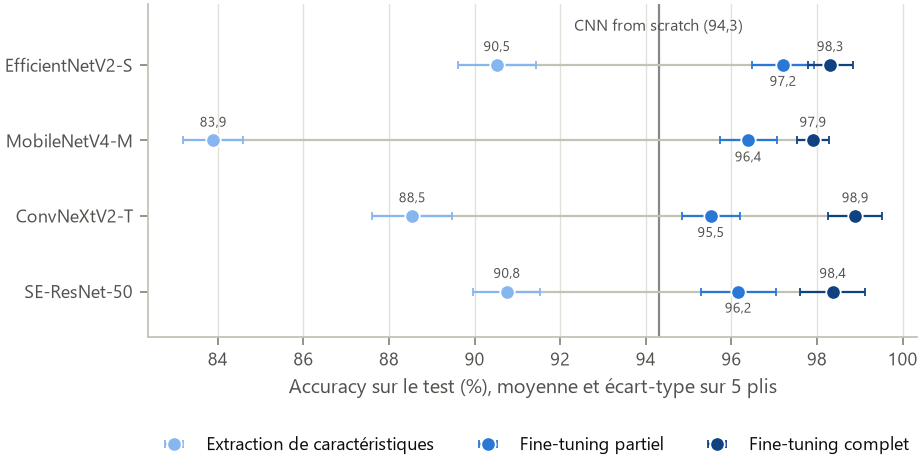 CNN from scratch (94,3)
EfficientNetV2-S
90,5
97,2
98,3
MobileNetV4-M
83,9
96,4
97,9
ConvNeXtV2-T
88,5
95,5
98,9
SE-ResNet-50
90,8
96,2
98,4
84 86 88 90 92 94 96 98 100
Accuracy sur le test (%), moyenne et écart-type sur 5 plis
Extraction de caractéristiques Fine-tuning partiel Fine-tuning complet